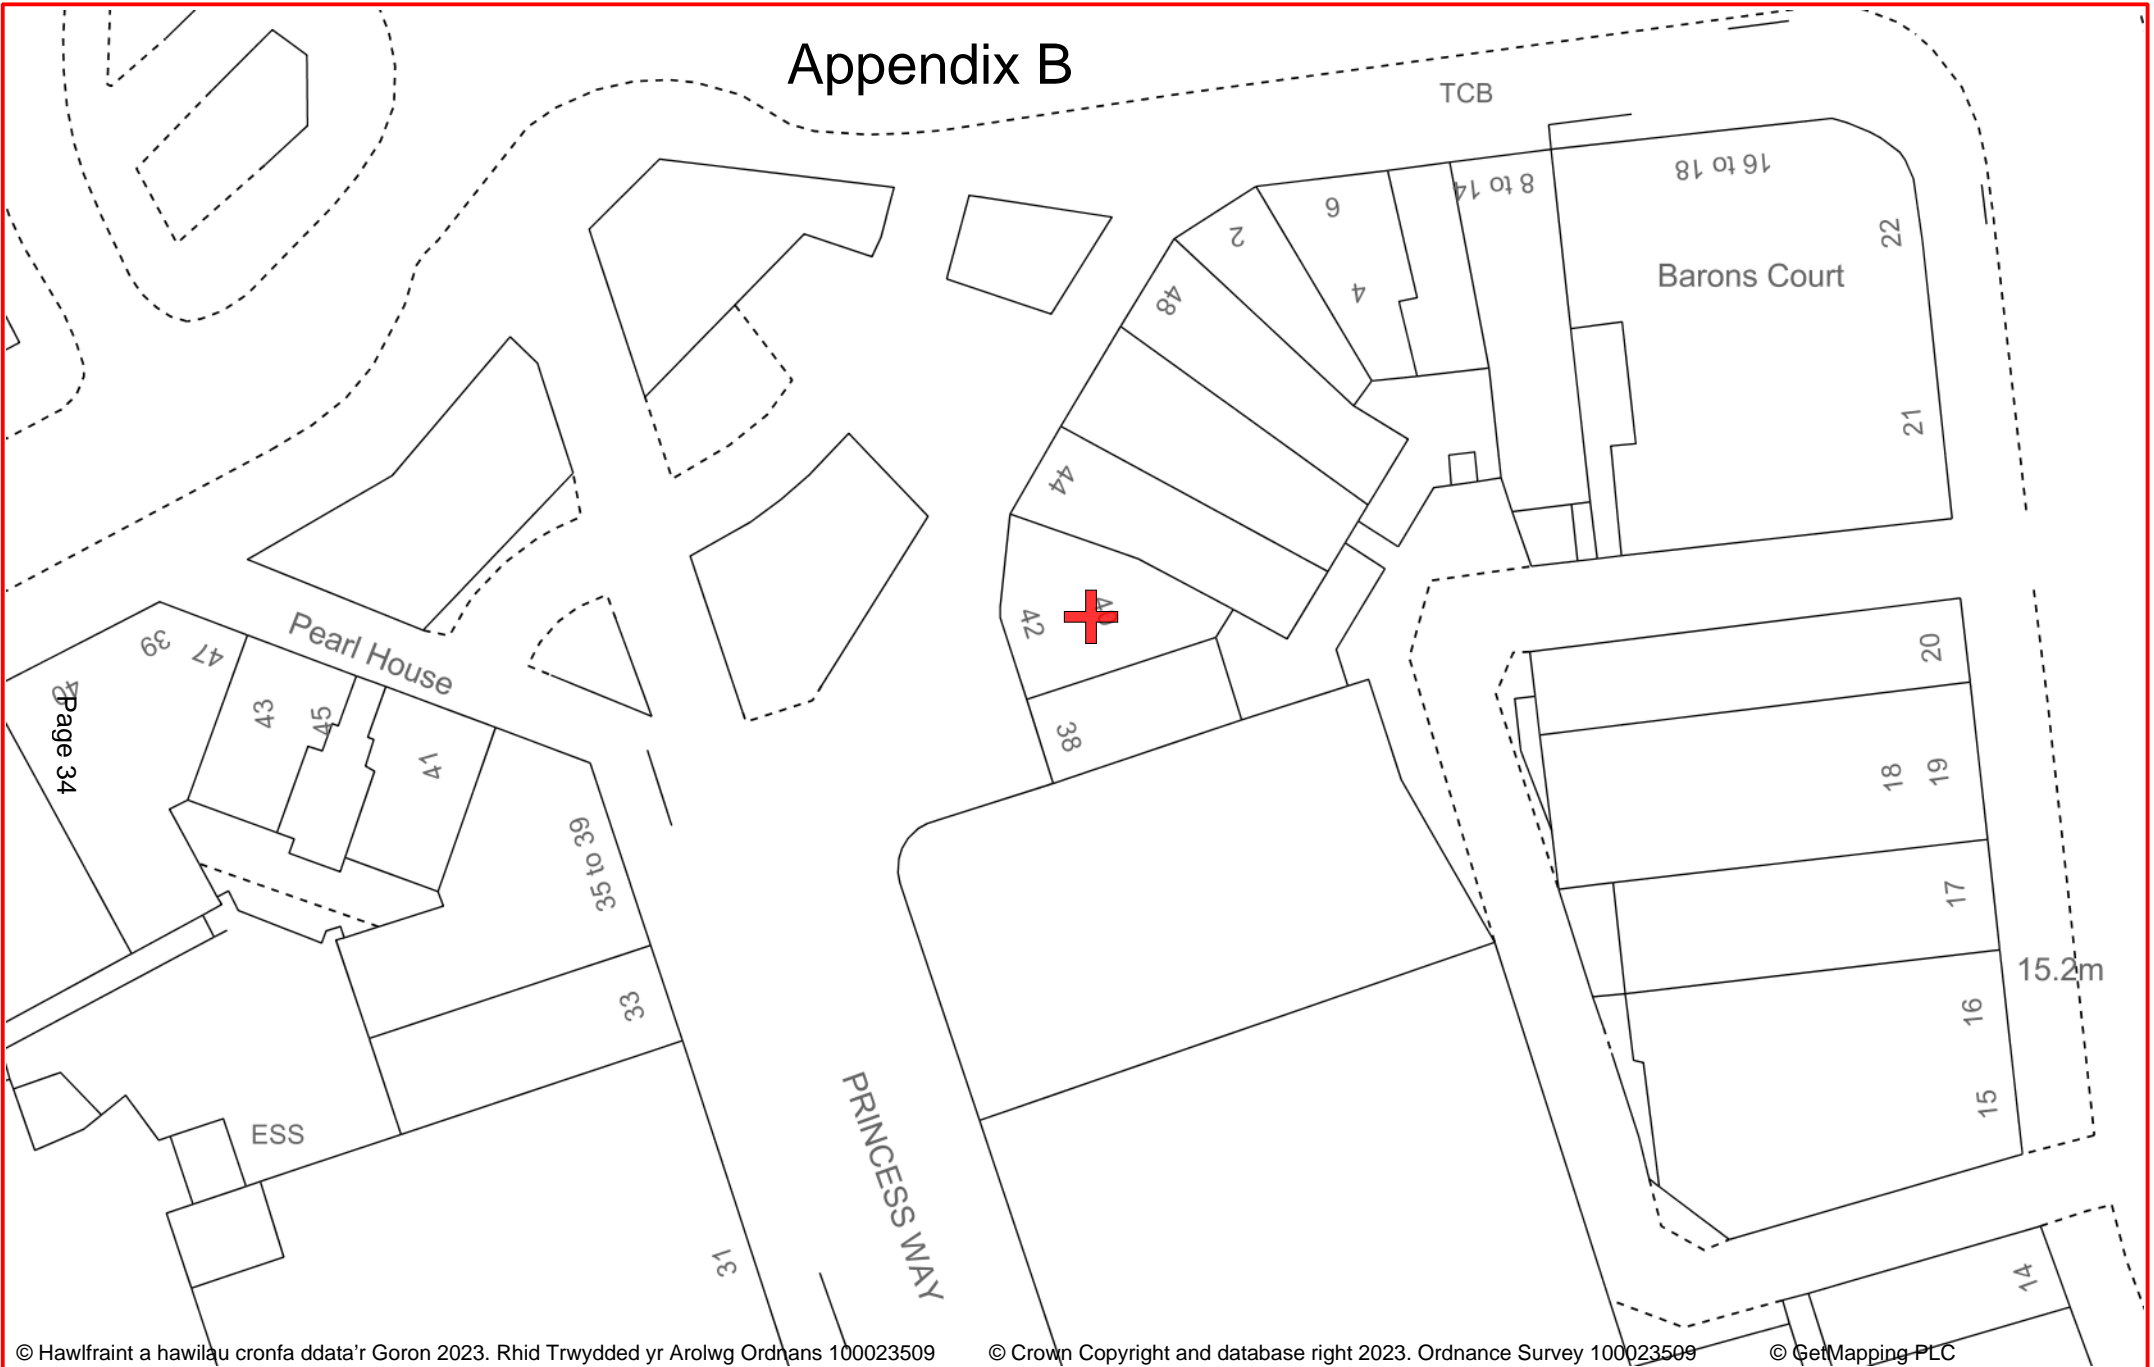 Appendix B
TCB
16 to 18
8 to 14
6
2
22
Barons Court
4
48
21
44
42
Pearl House
39
47
20
43
45
38
41
Page 34
18
19
35 to 39
17
15.2m
33
16
PRINCESS WAY
15
ESS
31
14
© Hawlfraint a hawilau cronfa ddata'r Goron 2023. Rhid Trwydded yr Arolwg Ordnans 100023509 © Crown Copyright and database right 2023. Ordnance Survey 100023509 © GetMapping PLC